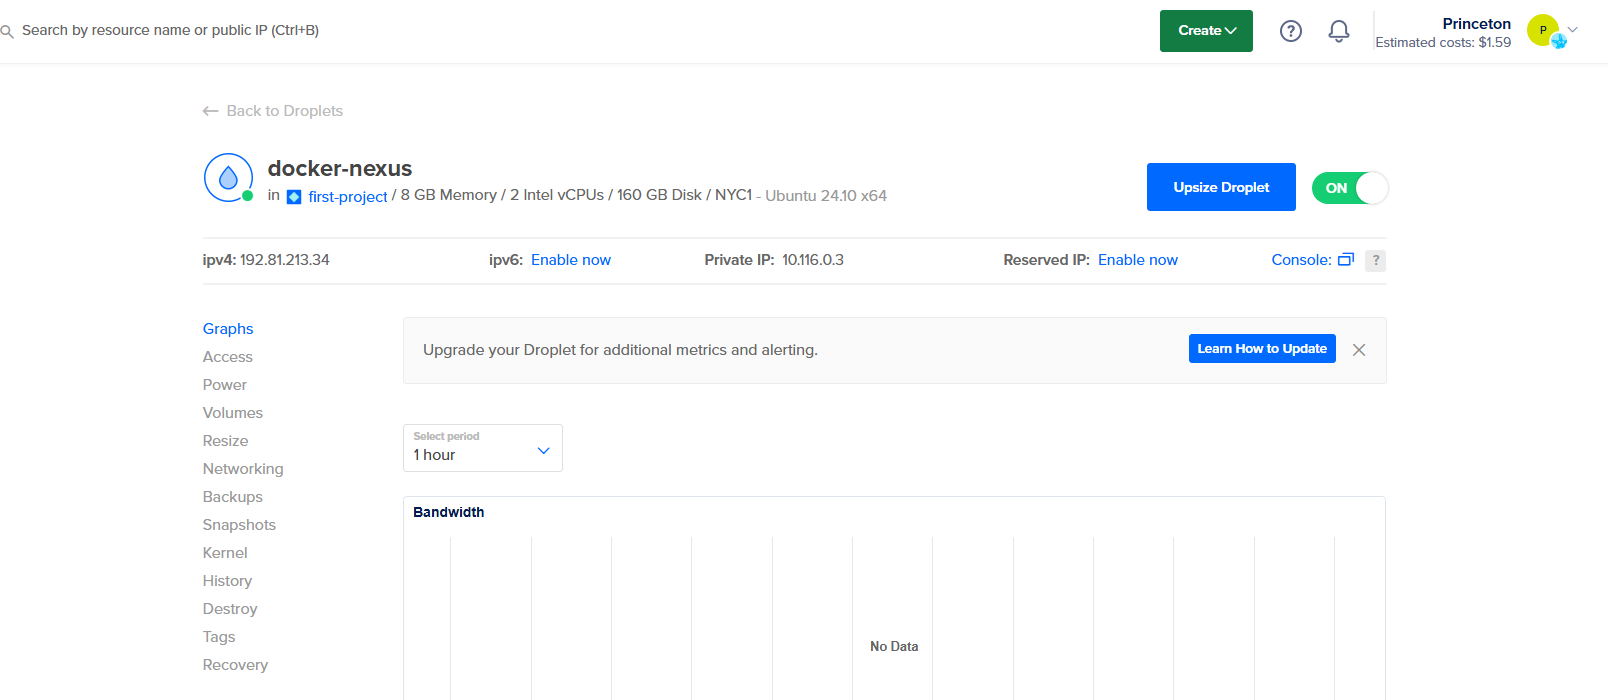 Search by resource name or public IP (Ctrl+B)
Create
?
Princeton
Estimated costs: $1.59
P
Back to Droplets
docker-nexus
in first-project / 8 GB Memory / 2 Intel vCPUs / 160 GB Disk / NYC1 - Ubuntu 24.10 x64
Upsize Droplet
ON
ipv4: 192.81.213.34 ipv6: Enable now Private IP: 10.116.0.3 Reserved IP: Enable now Console: ?
Graphs
Access
Power
Volumes
Resize
Networking
Backups
Snapshots
Kernel
History
Destroy
Tags
Recovery
Upgrade your Droplet for additional metrics and alerting.
Learn How to Update
Select period
1 hour
Bandwidth
No Data